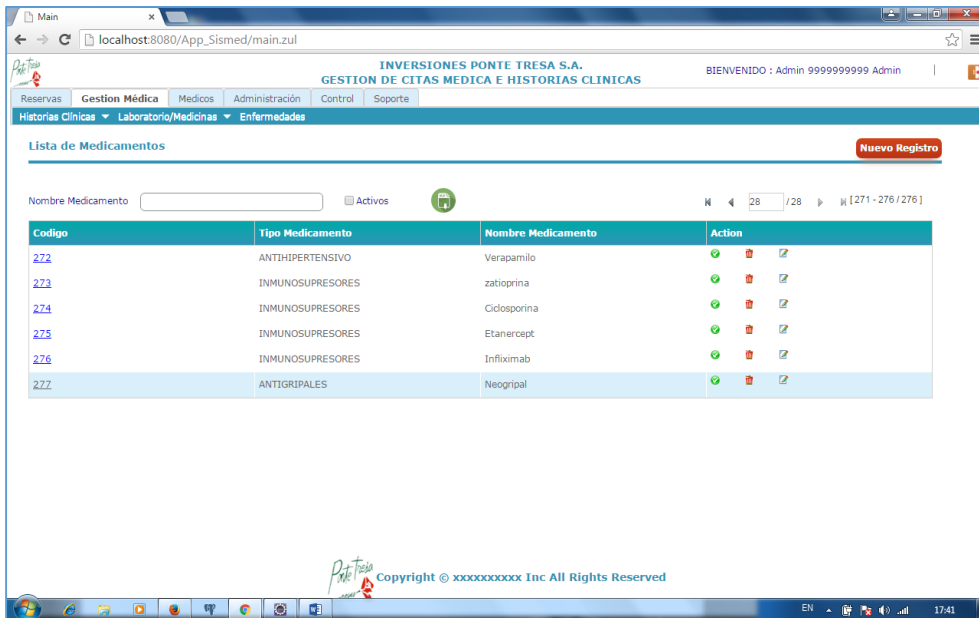 Main
localhost:8080/App_Sismed/main.zul
Ponte Tresa
INVERSIONES PONTE TRESA S.A.
GESTION DE CITAS MEDICA E HISTORIAS CLINICAS
BIENVENIDO : Admin 9999999999 Admin
Reservas Gestion Médica Medicos Administración Control Soporte
Historias Clínicas Laboratorio/Medicinas Enfermedades
Lista de Medicamentos
Nuevo Registro
Nombre Medicamento Activos 28 / 28 [ 271 - 276 / 276 ]
Codigo Tipo Medicamento Nombre Medicamento Action
272 ANTIHIPERTENSIVO Verapamilo
273 INMUNOSUPRESORES zatioprina
274 INMUNOSUPRESORES Ciclosporina
275 INMUNOSUPRESORES Etanercept
276 INMUNOSUPRESORES Infliximab
277 ANTIGRIPALES Neogripal
Ponte Tresa
Copyright © xxxxxxxxxx Inc All Rights Reserved
EN 17:41